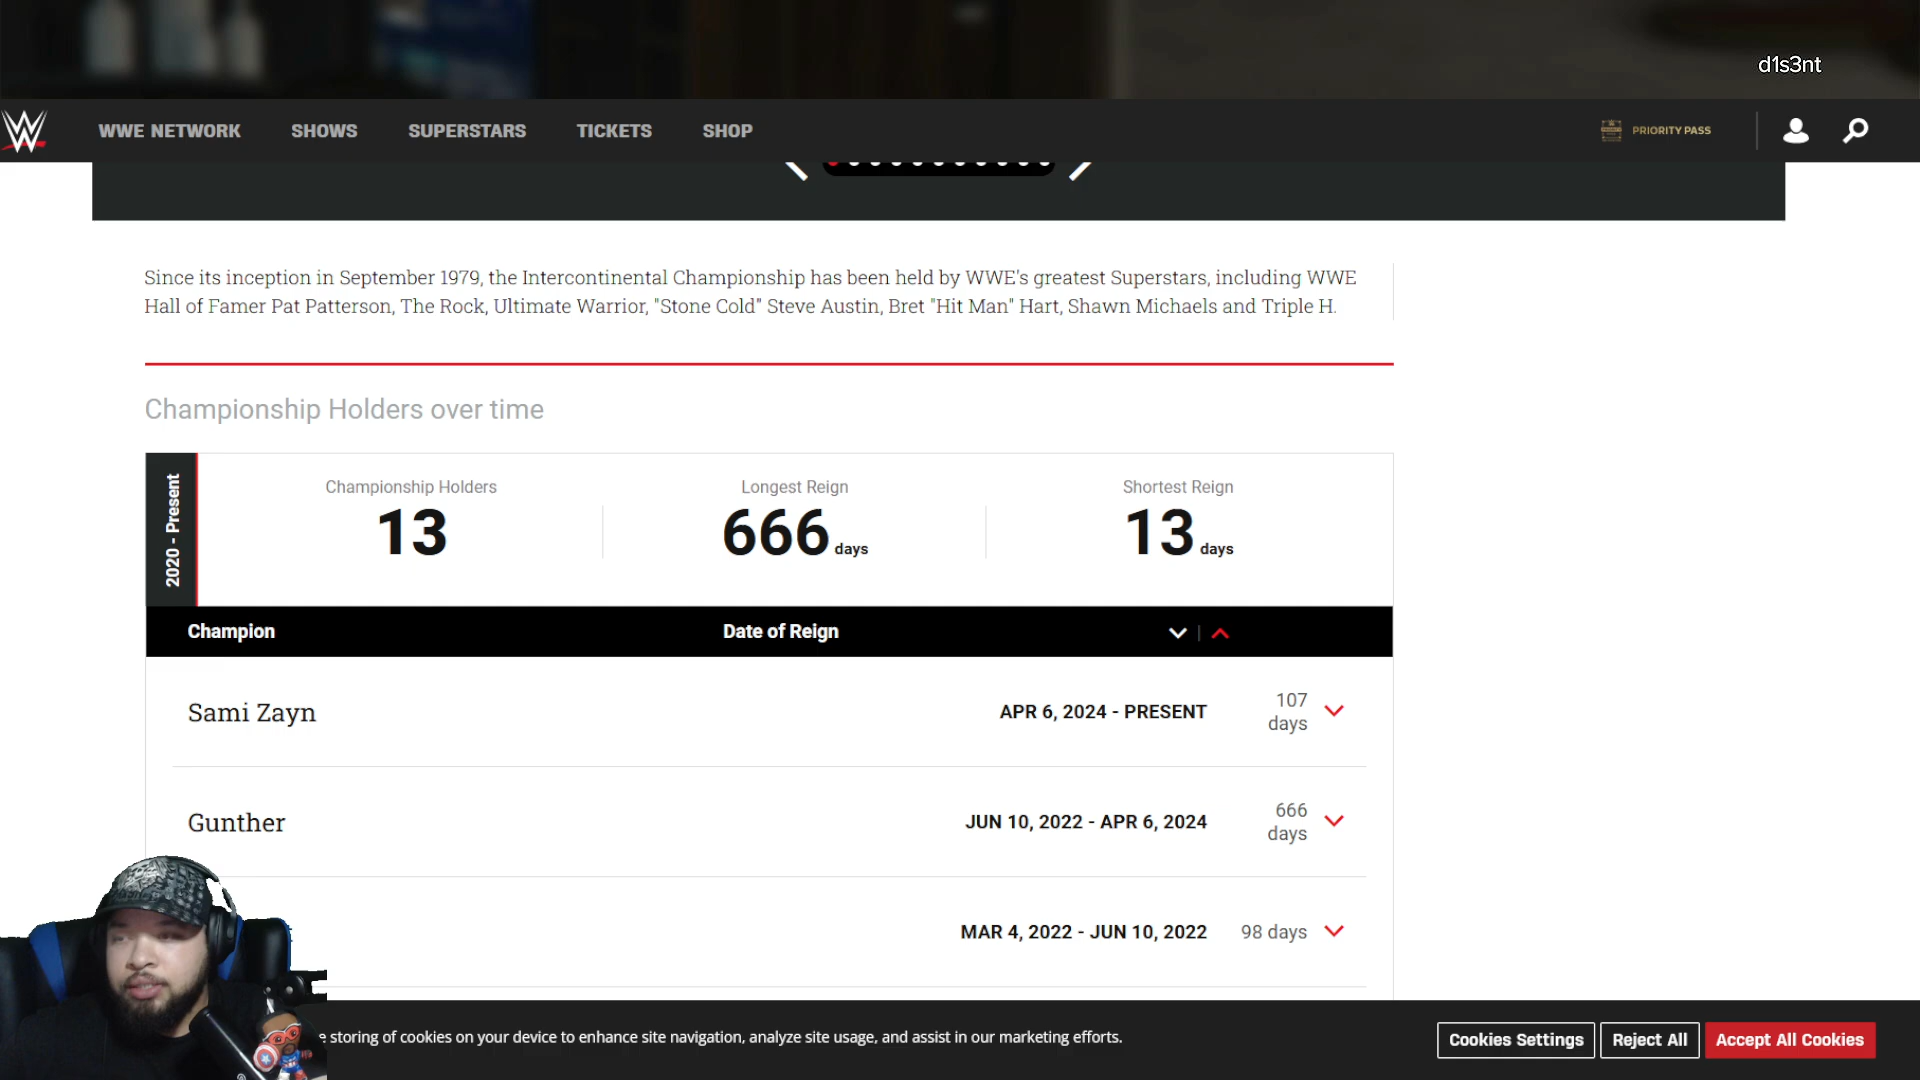 d1s3nt
WWE NETWORK SHOWS SUPERSTARS TICKETS SHOP PRIORITY PASS
Since its inception in September 1979, the Intercontinental Championship has been held by WWE's greatest Superstars, including WWE
Hall of Famer Pat Patterson, The Rock, Ultimate Warrior, "Stone Cold" Steve Austin, Bret "Hit Man" Hart, Shawn Michaels and Triple H.
Championship Holders over time
2020 - Present
Championship Holders Longest Reign Shortest Reign
13 666 days 13 days
Champion Date of Reign
Sami Zayn APR 6, 2024 - PRESENT 107 days
Gunther JUN 10, 2022 - APR 6, 2024 666 days
MAR 4, 2022 - JUN 10, 2022 98 days
storing of cookies on your device to enhance site navigation, analyze site usage, and assist in our marketing efforts. Cookies Settings Reject All Accept All Cookies